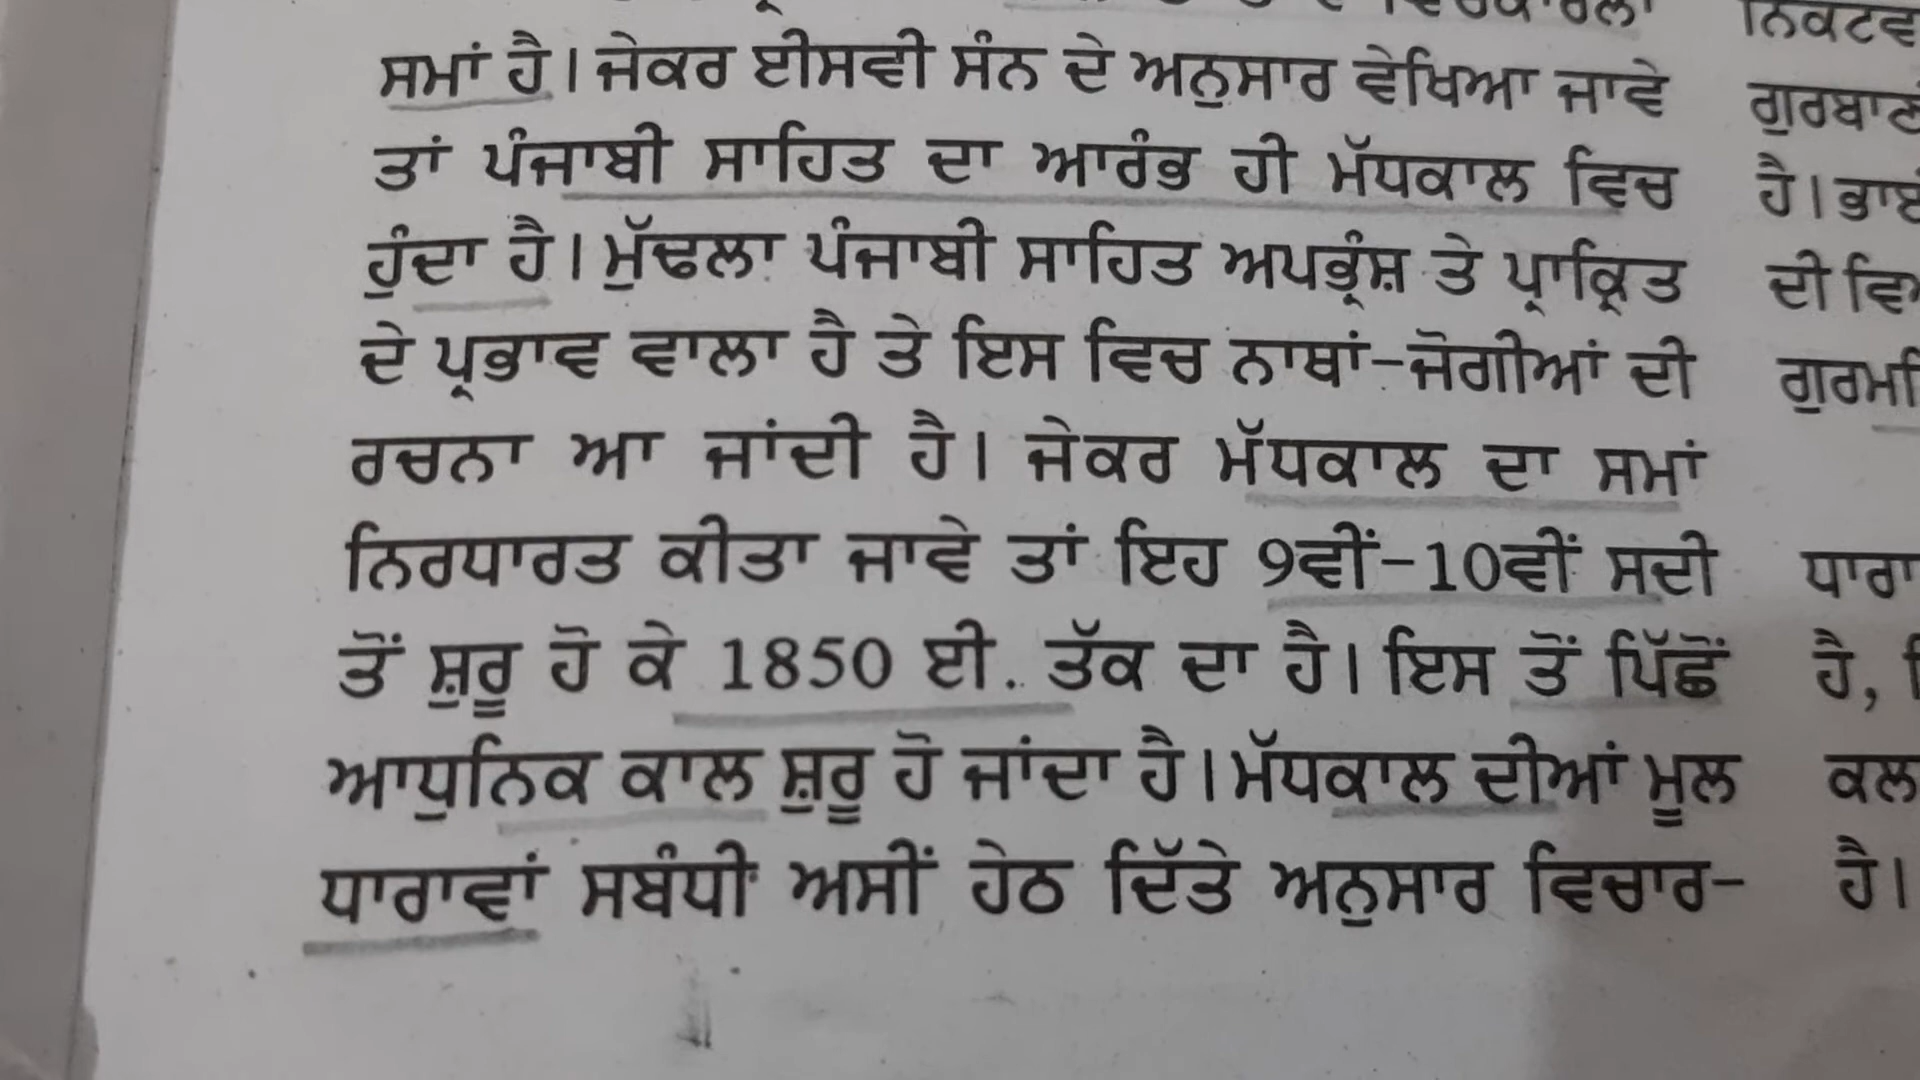 ਸਮਾਂ ਹੈ। ਜੇਕਰ ਈਸਵੀ ਸੰਨ ਦੇ ਅਨੁਸਾਰ ਵੇਖਿਆ ਜਾਵੇ
ਤਾਂ ਪੰਜਾਬੀ ਸਾਹਿਤ ਦਾ ਆਰੰਭ ਹੀ ਮੱਧਕਾਲ ਵਿਚ
ਹੁੰਦਾ ਹੈ। ਮੁੱਢਲਾ ਪੰਜਾਬੀ ਸਾਹਿਤ ਅਪਭ੍ਰੰਸ਼ ਤੇ ਪ੍ਰਾਕ੍ਰਿਤ
ਦੇ ਪ੍ਰਭਾਵ ਵਾਲਾ ਹੈ ਤੇ ਇਸ ਵਿਚ ਨਾਥਾਂ-ਜੋਗੀਆਂ ਦੀ
ਰਚਨਾ ਆ ਜਾਂਦੀ ਹੈ। ਜੇਕਰ ਮੱਧਕਾਲ ਦਾ ਸਮਾਂ
ਨਿਰਧਾਰਤ ਕੀਤਾ ਜਾਵੇ ਤਾਂ ਇਹ 9ਵੀਂ-10ਵੀਂ ਸਦੀ
ਤੋਂ ਸ਼ੁਰੂ ਹੋ ਕੇ 1850 ਈ. ਤੱਕ ਦਾ ਹੈ। ਇਸ ਤੋਂ ਪਿੱਛੋਂ
ਆਧੁਨਿਕ ਕਾਲ ਸ਼ੁਰੂ ਹੋ ਜਾਂਦਾ ਹੈ। ਮੱਧਕਾਲ ਦੀਆਂ ਮੂਲ
ਧਾਰਾਵਾਂ ਸਬੰਧੀ ਅਸੀਂ ਹੇਠ ਦਿੱਤੇ ਅਨੁਸਾਰ ਵਿਚਾਰ-
ਹੈ।
ਦੀ
ਹੈ,
ਹੈ।